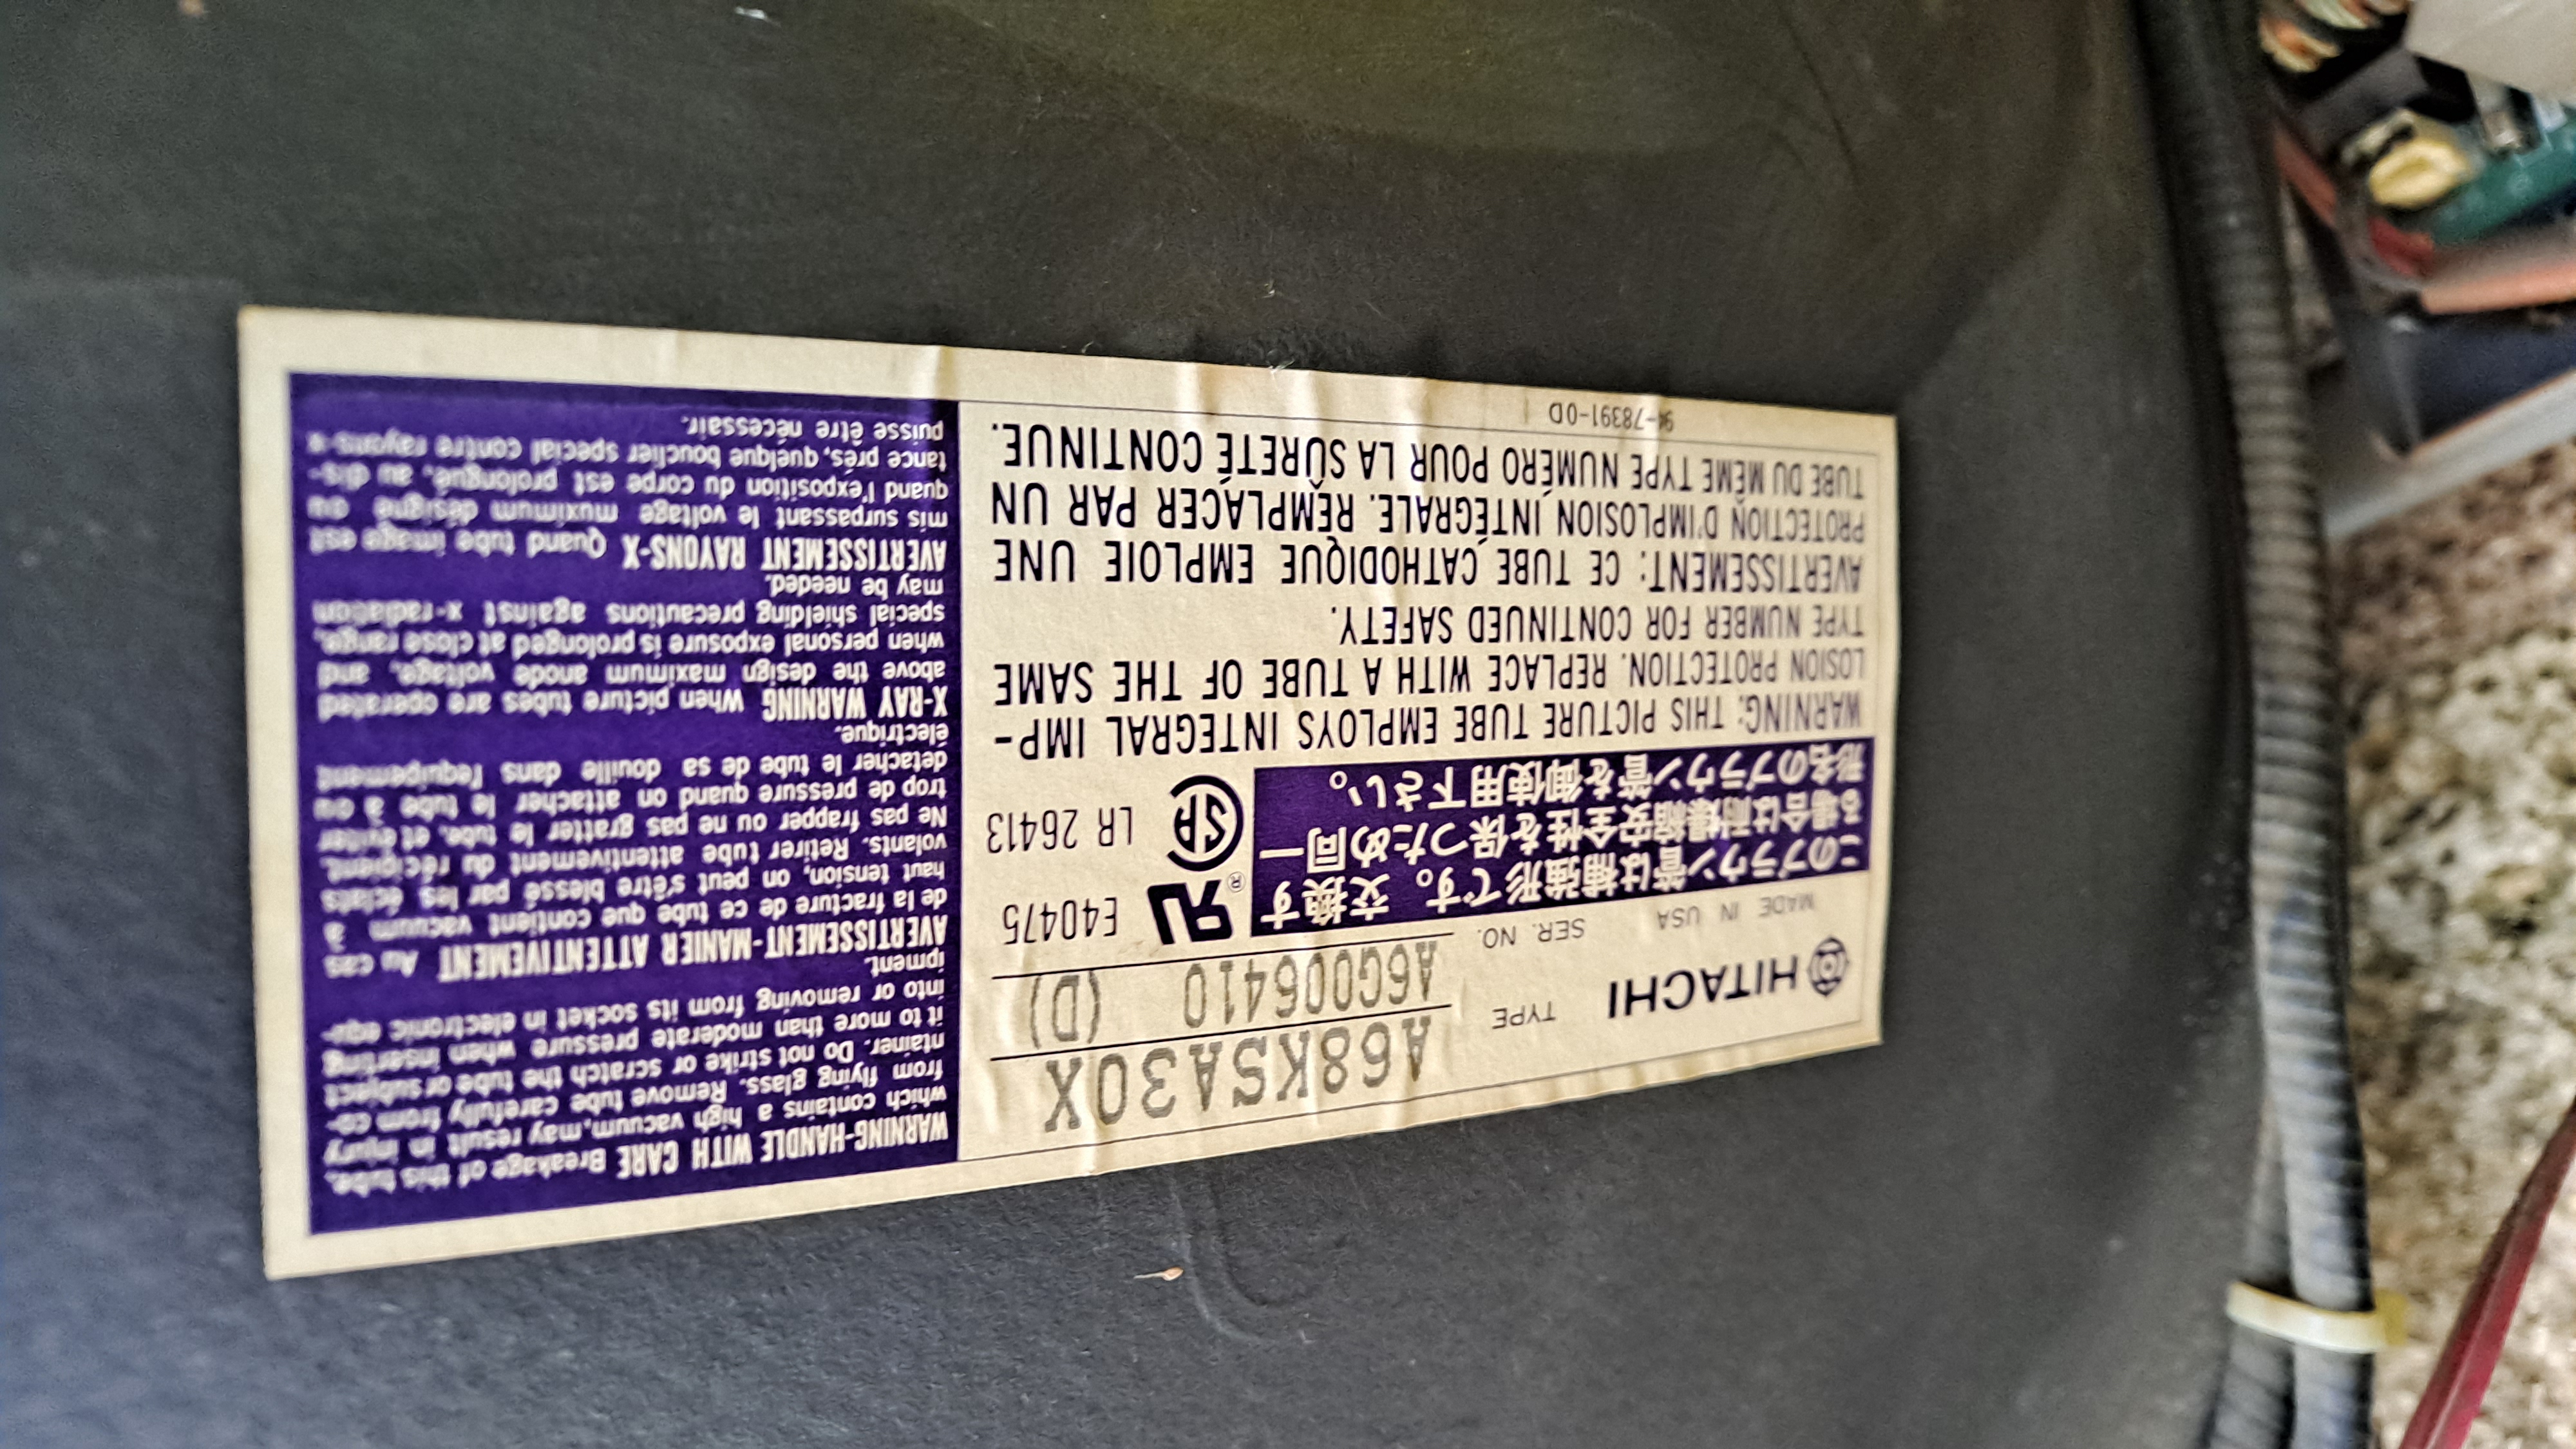 HITACHI
TYPE A68KSA30X
MADE IN USA SER. NO. A6G006410 (D)
このブラウン管は補強形です。交換す
る場合は耐爆縮安全性を保つため同一
形名のブラウン管を御使用下さい。
® E40475
LR 26413
WARNING: THIS PICTURE TUBE EMPLOYS INTEGRAL IMP-
LOSION PROTECTION. REPLACE WITH A TUBE OF THE SAME
TYPE NUMBER FOR CONTINUED SAFETY.
AVERTISSEMENT: CE TUBE CATHODIQUE EMPLOIE UNE
PROTECTION D'IMPLOSION INTÉGRALE. REMPLACER PAR UN
TUBE DU MÊME TYPE NUMÉRO POUR LA SÛRETÉ CONTINUE.
94-78391-0D
WARNING-HANDLE WITH CARE Breakage of this tube,
which contains a high vacuum, may result in injury
from flying glass. Remove tube carefully from co-
ntainer. Do not strike or scratch the tube or subject
it to more than moderate pressure when inserting
into or removing from its socket in electronic equ-
ipment.
AVERTISSEMENT-MANIER ATTENTIVEMENT Au cas
de la fracture de ce tube que contient vacuum à
haut tension, on peut s'être blessé par les éclats
volants. Retirer tube attentivement du récipient.
Ne pas frapper ou ne pas gratter le tube, et éviter
trop de pressure quand on attacher le tube à ou
détacher le tube de sa douille dans l'équipement
électrique.
X-RAY WARNING When picture tubes are operated
above the design maximum anode voltage, and
when personal exposure is prolonged at close range,
special shielding precautions against x-radiation
may be needed.
AVERTISSEMENT RAYONS-X Quand tube image est
mis surpassant le voltage maximum désigne ou
quand l'exposition du corpe est prolongué, au dis-
tance, prés, quelque bouclier special contre rayons-x
puisse être nécessair.